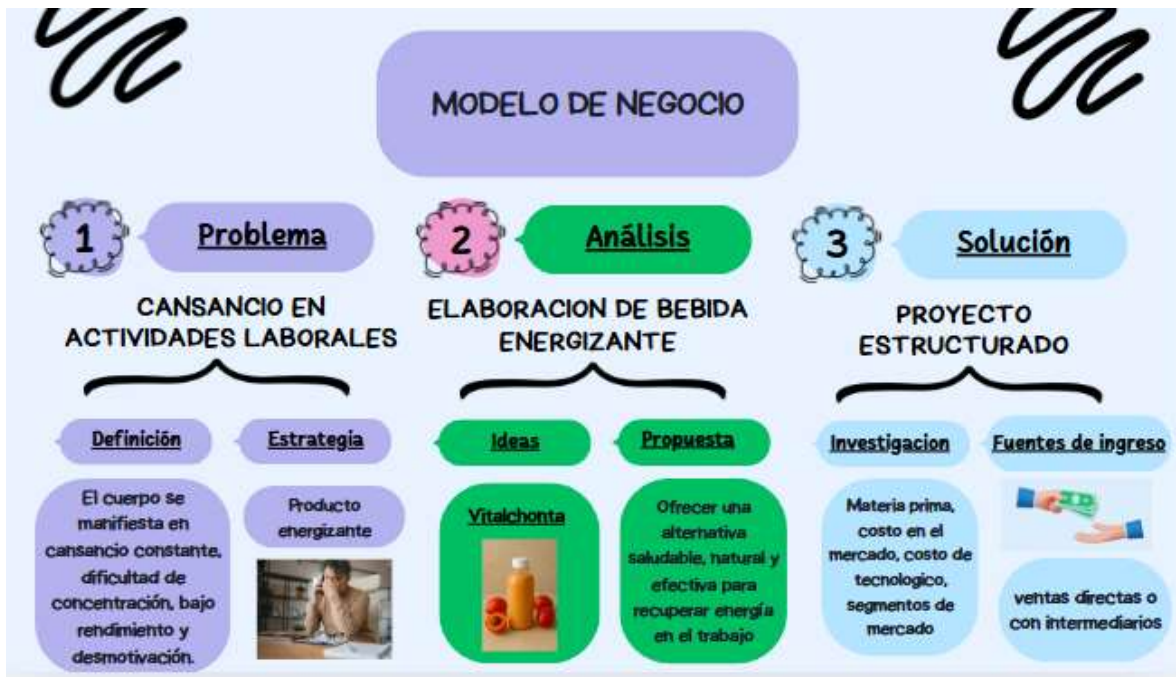 MODELO DE NEGOCIO
1
Problema
2
Análisis
3
Solución
CANSANCIO EN
ACTIVIDADES LABORALES
ELABORACION DE BEBIDA
ENERGIZANTE
PROYECTO
ESTRUCTURADO
Definición
Estrategia
Ideas
Propuesta
Investigacion
Fuentes de ingreso
El cuerpo se
manifiesta en
cansancio constante,
dificultad de
concentración, bajo
rendimiento y
desmotivación.
Producto
energizante
Vitalchonta
Ofrecer una
alternativa
saludable, natural y
efectiva para
recuperar energía
en el trabajo
Materia prima,
costo en el
mercado, costo de
tecnologico,
segmentos de
mercado
ventas directas o
con intermediarios